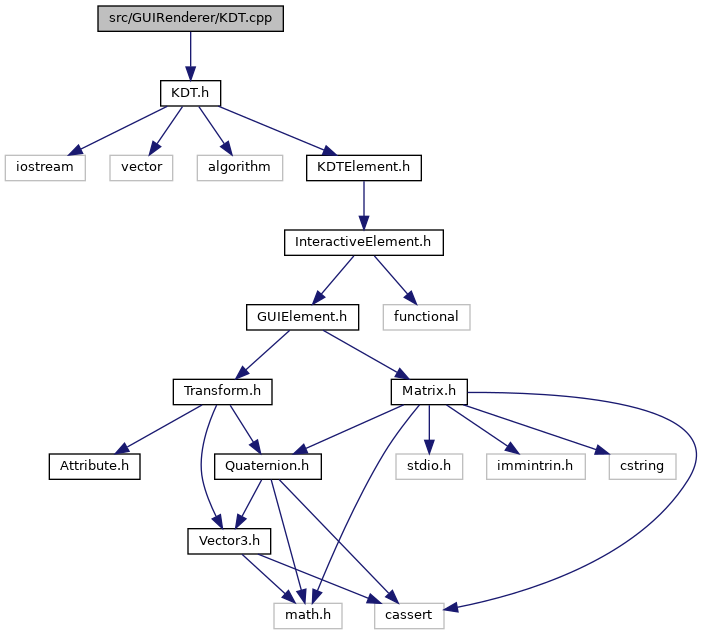 src/GUIRenderer/KDT.cpp
KDT.h
iostream
vector
algorithm
KDTElement.h
InteractiveElement.h
GUIElement.h
functional
Transform.h
Matrix.h
Attribute.h
Quaternion.h
stdio.h
immintrin.h
cstring
Vector3.h
math.h
cassert